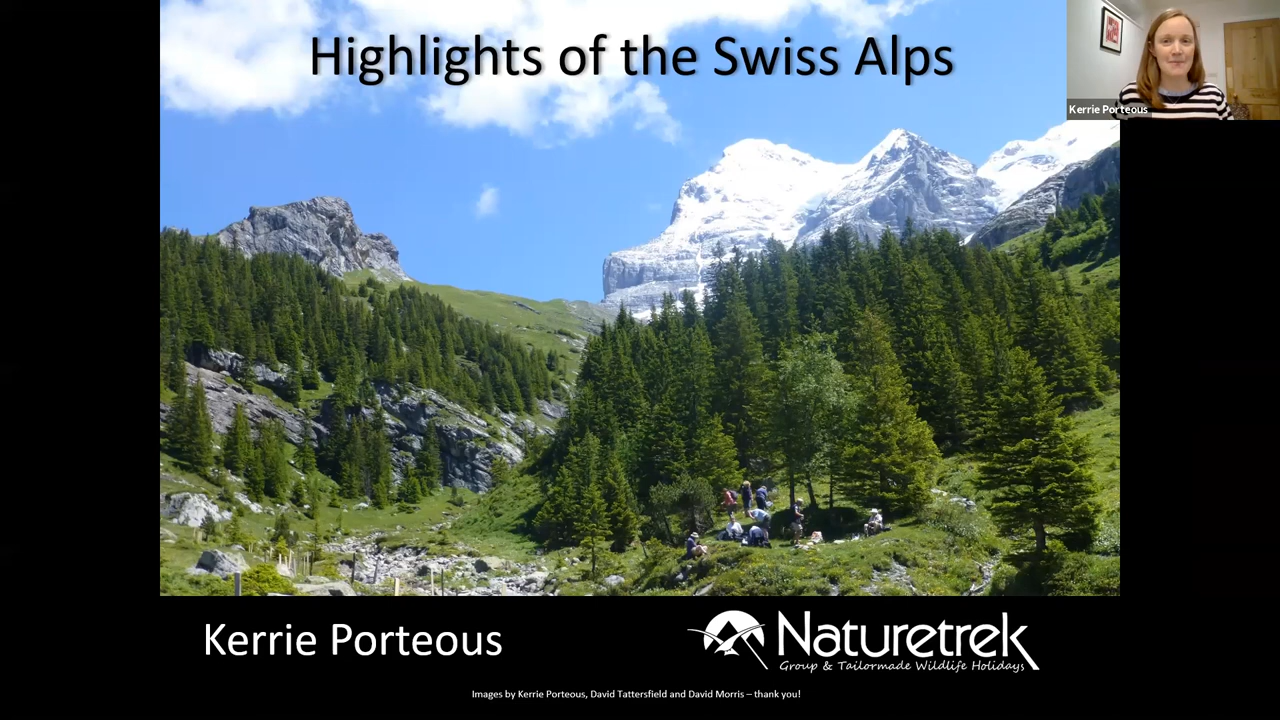 Highlights of the Swiss Alps
Kerrie Porteous
Kerrie Porteous
Naturetrek
Group & Tailormade Wildlife Holidays
Images by Kerrie Porteous, David Tattersfield and David Morris – thank you!